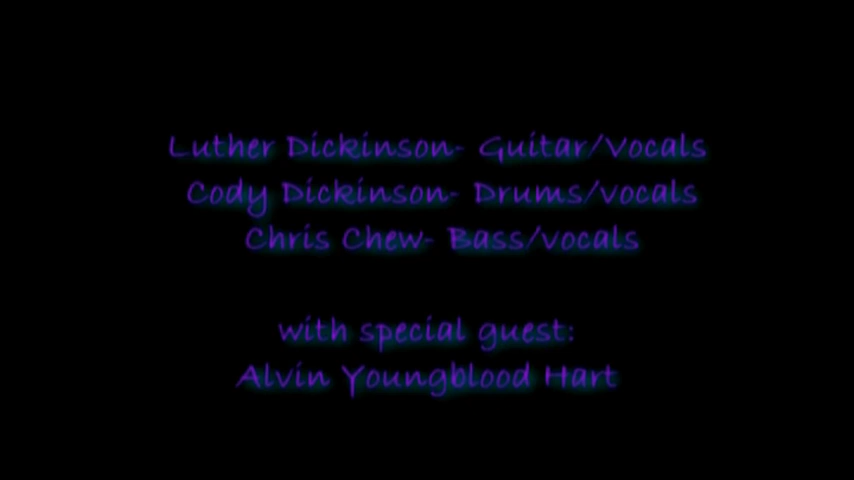 Luther Dickinson- Guitar/Vocals
Cody Dickinson- Drums/vocals
Chris Chew- Bass/vocals
with special guest:
Alvin Youngblood Hart